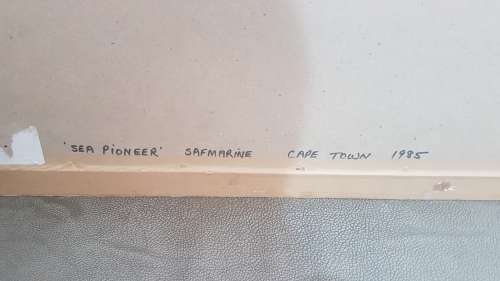 'SEA PIONEER' SAFMARINE CAPE TOWN 1985